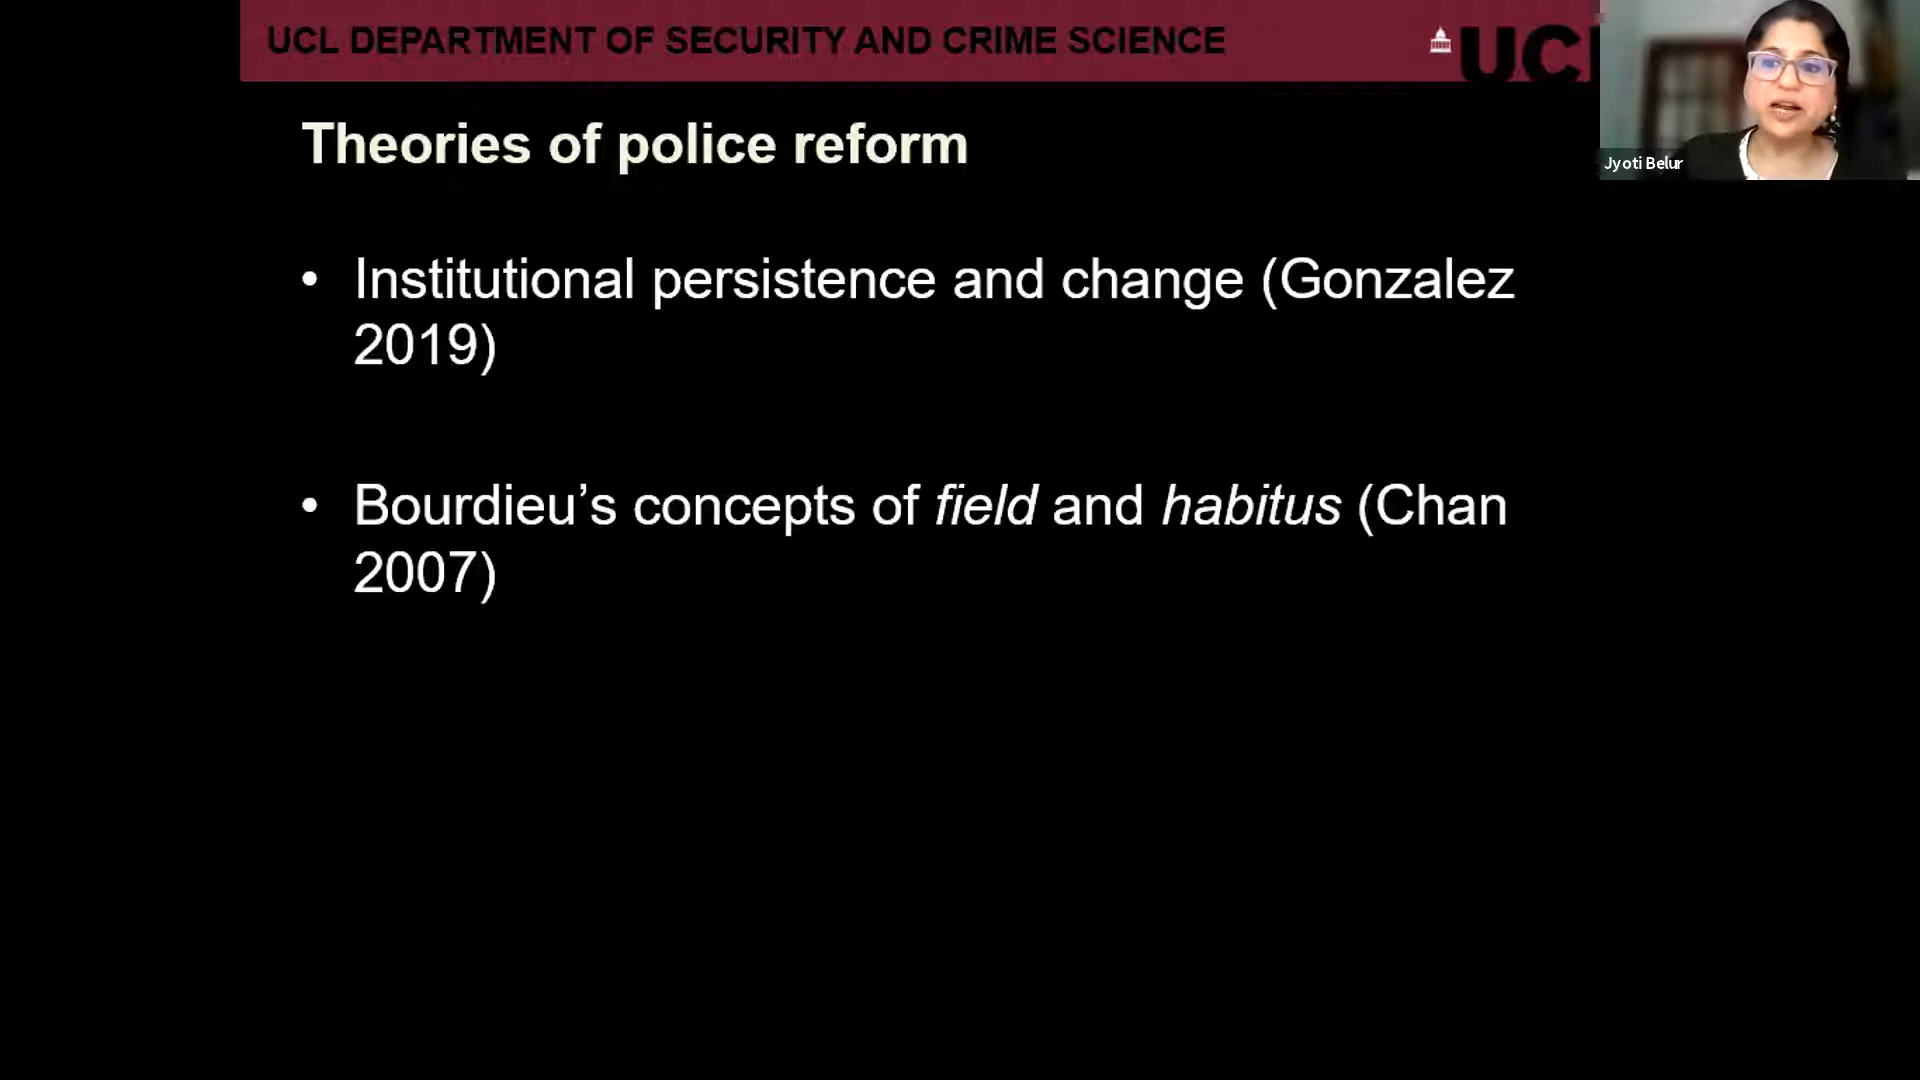 UCL DEPARTMENT OF SECURITY AND CRIME SCIENCE
UCL
Jyoti Belur
Theories of police reform
• Institutional persistence and change (Gonzalez
2019)
• Bourdieu’s concepts of field and habitus (Chan
2007)